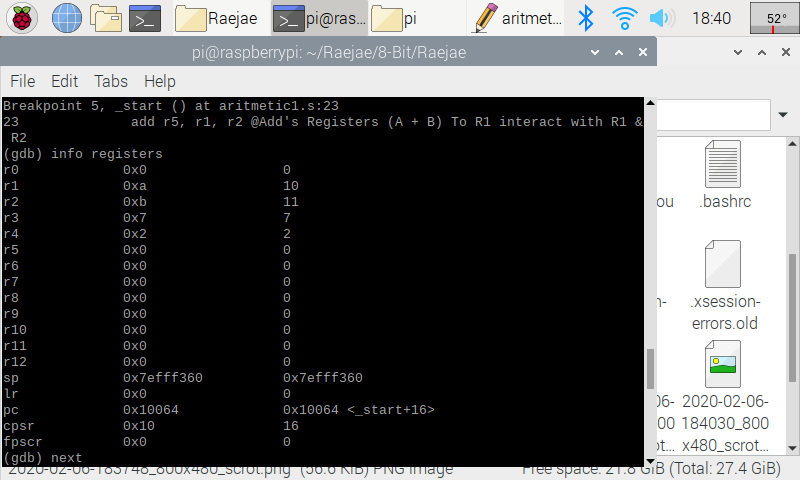 Raejae
pi@ras...
pi
aritmet...
18:40
52°
pi@raspberrypi: ~/Raejae/8-Bit/Raejae
File Edit Tabs Help
Breakpoint 5, _start () at aritmetic1.s:23
23 add r5, r1, r2 @Add's Registers (A + B) To R1 interact with R1 &
R2
(gdb) info registers
r0 0x0 0
r1 0xa 10
r2 0xb 11
r3 0x7 7
r4 0x2 2
r5 0x0 0
r6 0x0 0
r7 0x0 0
r8 0x0 0
r9 0x0 0
r10 0x0 0
r11 0x0 0
r12 0x0 0
sp 0x7efff360 0x7efff360
lr 0x0 0
pc 0x10064 0x10064 <_start+16>
cpsr 0x10 16
fpscr 0x0 0
(gdb) next
ou
.bashrc
n-
.xsession-
errors.old
06-
00
ot...
2020-02-06-
184030_800
x480_scrot...
2020-02-06-183748_800x480_scrot.png (56.6 KiB) PNG image
Free space: 21.8 GiB (Total: 27.4 GiB)